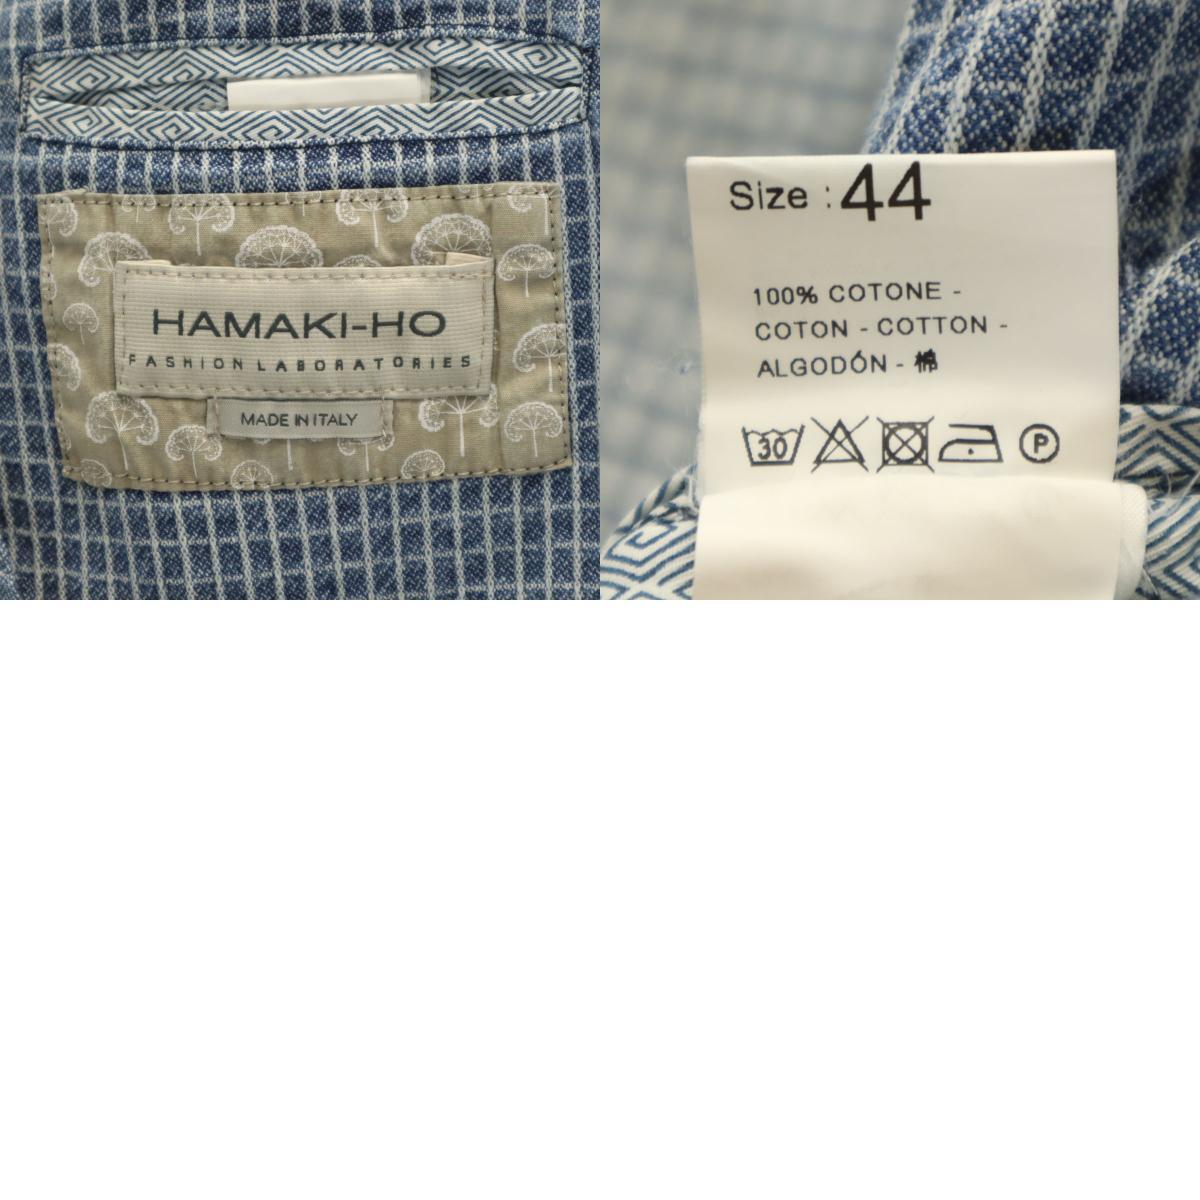 HAMAKI-HO
FASHION LABORATORIES
MADE IN ITALY
Size : 44
100% COTONE -
COTON - COTTON -
ALGODÓN - 棉
30
P